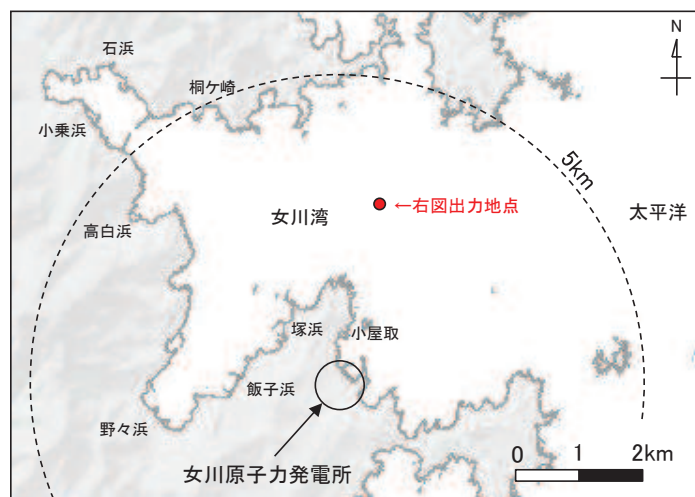 石浜
N
桐ケ崎
小乗浜
5km
女川湾
←右図出力地点
太平洋
高白浜
塚浜
小屋取
飯子浜
野々浜
0 1 2km
女川原子力発電所